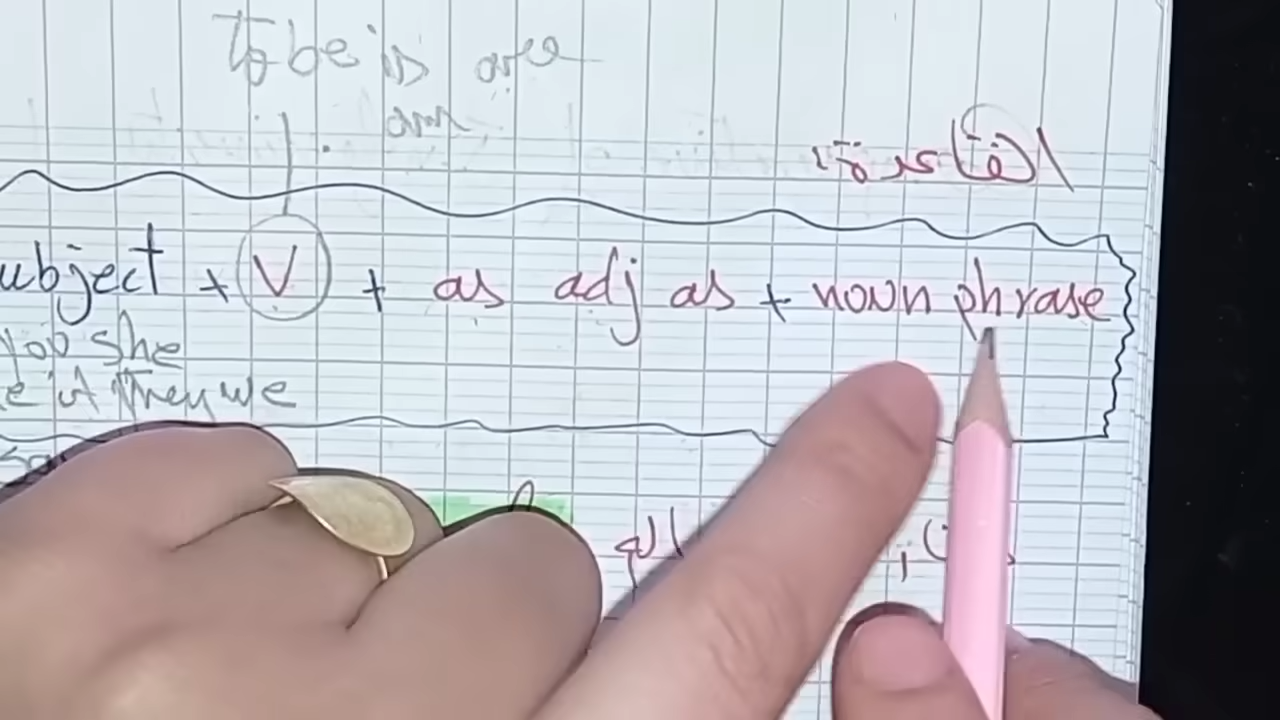 To be is are
am
القاعدة:
ubject + V + as adj as + noun phrase
you she
e it They we